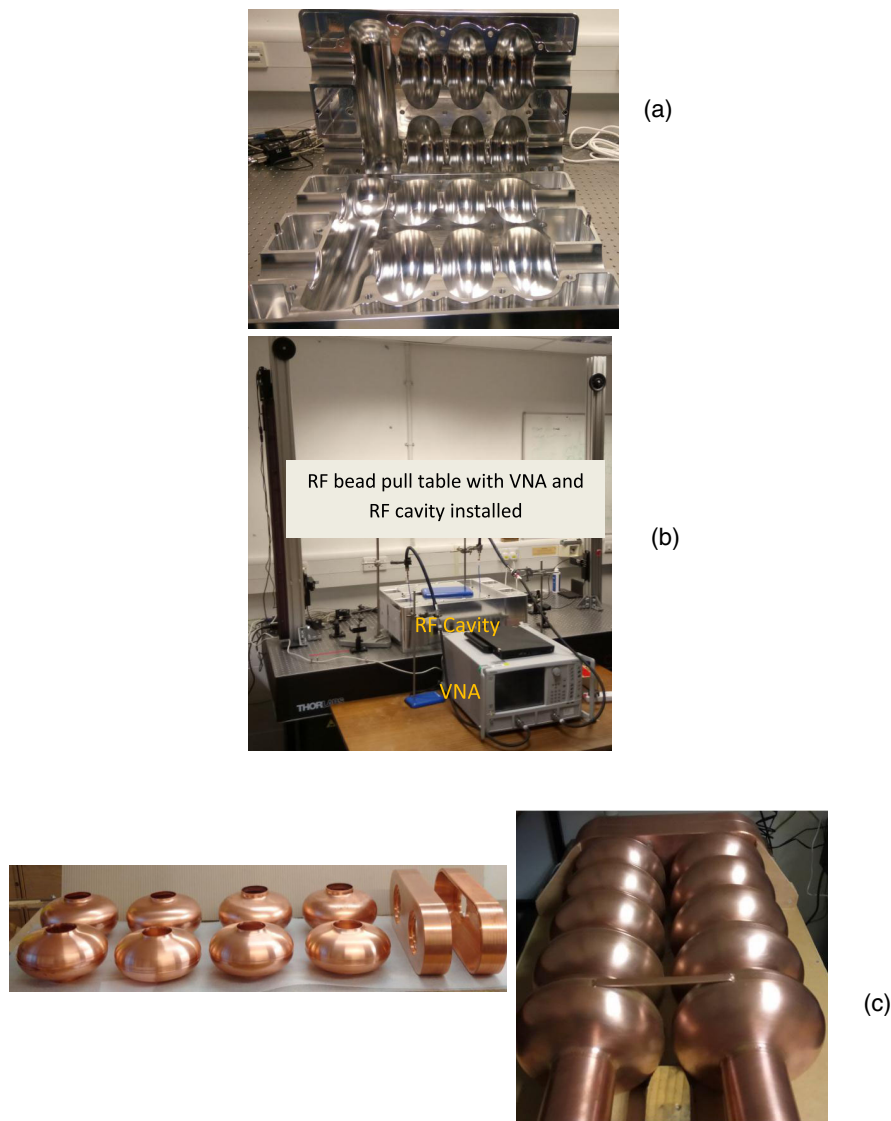 (a)
RF bead pull table with VNA and
RF cavity installed
(b)
RF Cavity
VNA
THORLABS
(c)